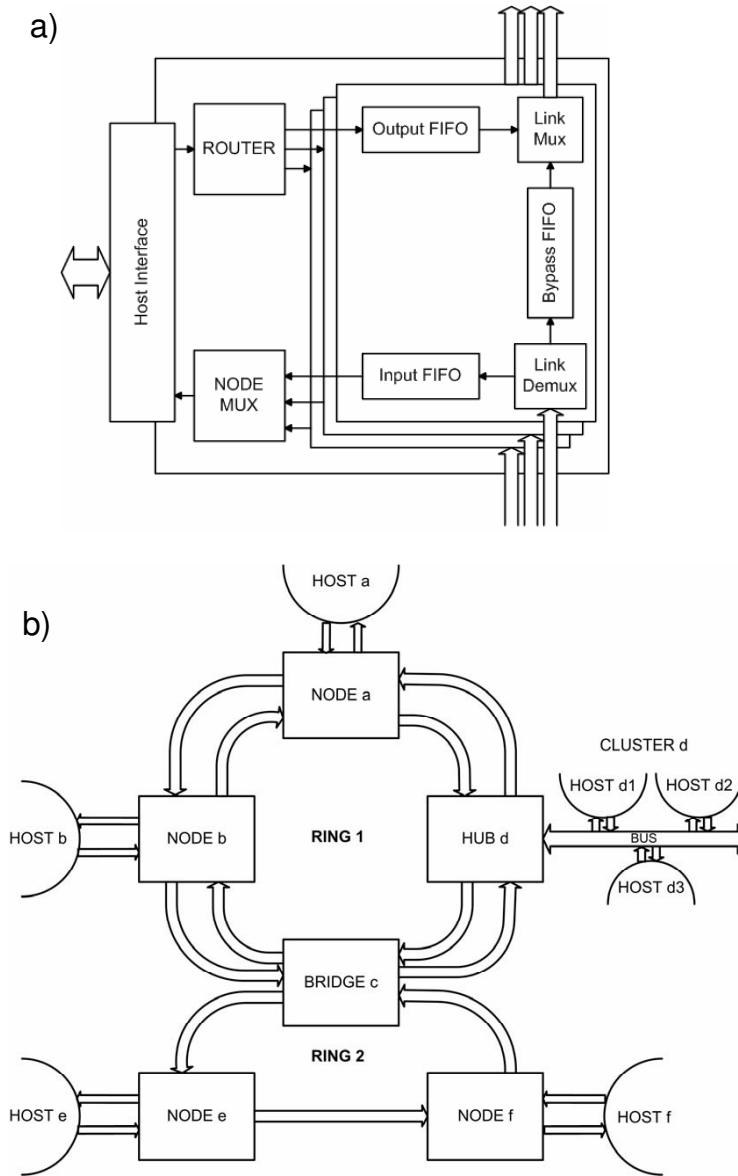 a)
ROUTER
Output FIFO
Link
Mux
Host Interface
Bypass FIFO
NODE
MUX
Input FIFO
Link
Demux
b)
HOST a
NODE a
CLUSTER d
HOST d1
HOST d2
HOST b
NODE b
RING 1
HUB d
BUS
HOST d3
BRIDGE c
RING 2
HOST e
NODE e
NODE f
HOST f